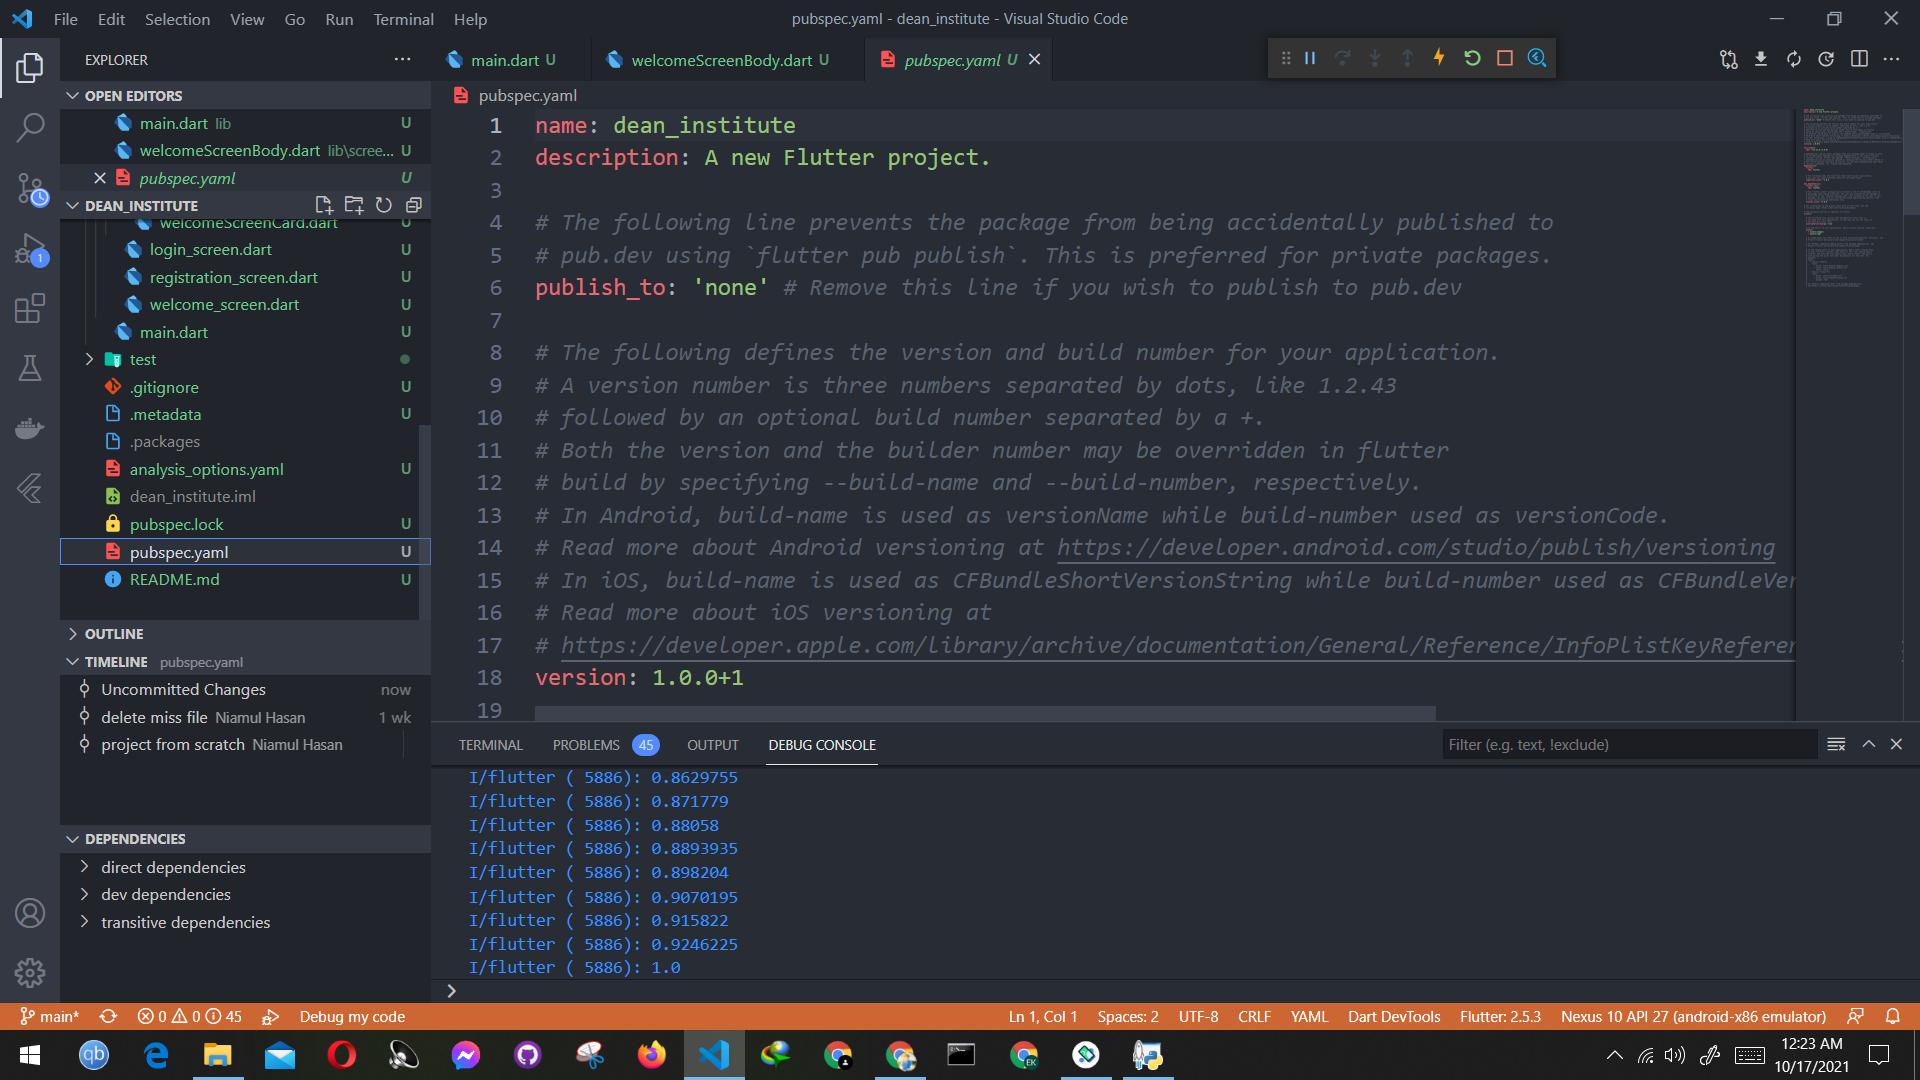 File Edit Selection View Go Run Terminal Help
pubspec.yaml - dean_institute - Visual Studio Code
EXPLORER
OPEN EDITORS
main.dart lib U
welcomeScreenBody.dart lib\scree... U
pubspec.yaml U
DEAN_INSTITUTE
welcomeScreenCard.dart U
login_screen.dart U
registration_screen.dart U
welcome_screen.dart U
main.dart U
test
.gitignore U
.metadata U
.packages
analysis_options.yaml U
dean_institute.iml
pubspec.lock U
pubspec.yaml U
README.md U
OUTLINE
TIMELINE pubspec.yaml
Uncommitted Changes now
delete miss file Niamul Hasan 1 wk
project from scratch Niamul Hasan
DEPENDENCIES
direct dependencies
dev dependencies
transitive dependencies
main.dart U welcomeScreenBody.dart U pubspec.yaml U
pubspec.yaml
1 name: dean_institute
2 description: A new Flutter project.
3
4 # The following line prevents the package from being accidentally published to
5 # pub.dev using `flutter pub publish`. This is preferred for private packages.
6 publish_to: 'none' # Remove this line if you wish to publish to pub.dev
7
8 # The following defines the version and build number for your application.
9 # A version number is three numbers separated by dots, like 1.2.43
10 # followed by an optional build number separated by a +.
11 # Both the version and the builder number may be overridden in flutter
12 # build by specifying --build-name and --build-number, respectively.
13 # In Android, build-name is used as versionName while build-number used as versionCode.
14 # Read more about Android versioning at https://developer.android.com/studio/publish/versioning
15 # In iOS, build-name is used as CFBundleShortVersionString while build-number used as CFBundleVer
16 # Read more about iOS versioning at
17 # https://developer.apple.com/library/archive/documentation/General/Reference/InfoPlistKeyReferen
18 version: 1.0.0+1
19
TERMINAL PROBLEMS 45 OUTPUT DEBUG CONSOLE Filter (e.g. text, !exclude)
I/flutter ( 5886): 0.8629755
I/flutter ( 5886): 0.871779
I/flutter ( 5886): 0.88058
I/flutter ( 5886): 0.8893935
I/flutter ( 5886): 0.898204
I/flutter ( 5886): 0.9070195
I/flutter ( 5886): 0.915822
I/flutter ( 5886): 0.9246225
I/flutter ( 5886): 1.0
main* 0 0 45 Debug my code Ln 1, Col 1 Spaces: 2 UTF-8 CRLF YAML Dart DevTools Flutter: 2.5.3 Nexus 10 API 27 (android-x86 emulator)
1
qb
EK
12:23 AM
10/17/2021